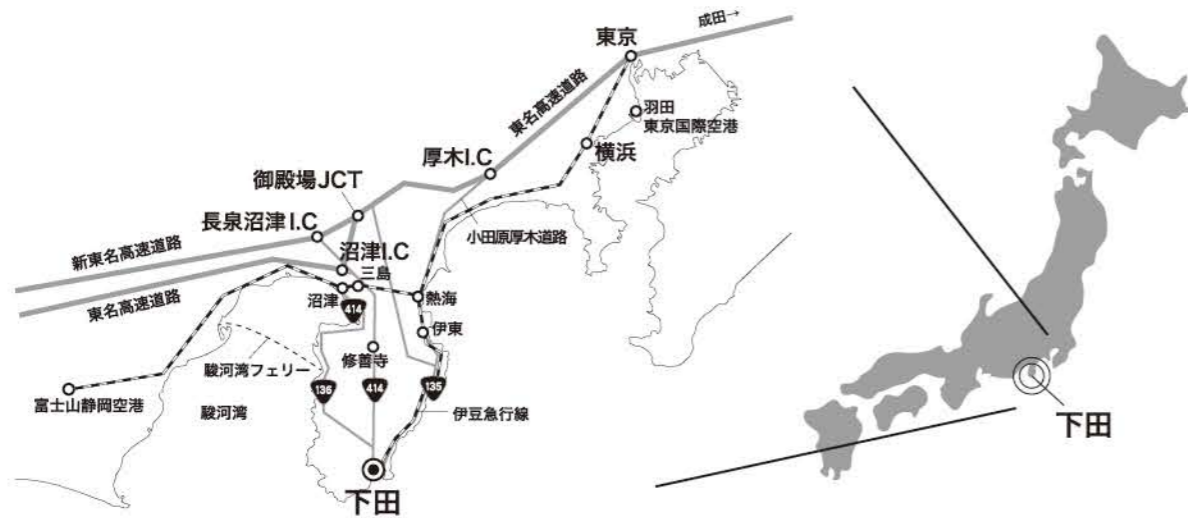 成田→
東京
東名高速道路
羽田
東京国際空港
横浜
厚木I.C
御殿場JCT
長泉沼津I.C
小田原厚木道路
新東名高速道路
沼津I.C
三島
東名高速道路
沼津
熱海
414
伊東
修善寺
駿河湾フェリー
136
414
135
富士山静岡空港
駿河湾
伊豆急行線
下田
下田